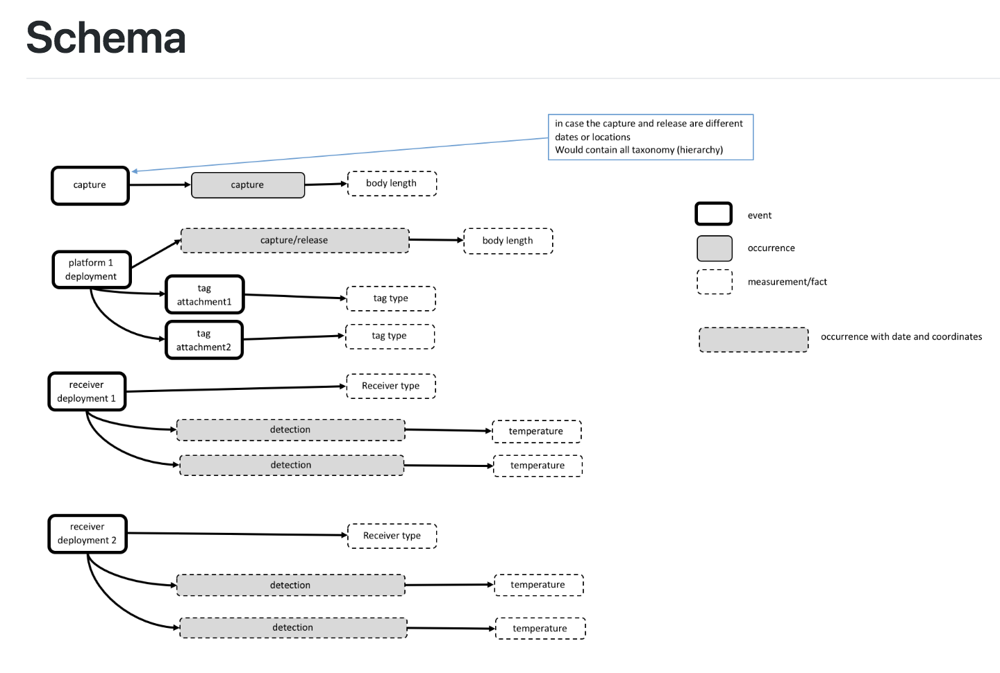 Schema
in case the capture and release are different
dates or locations
Would contain all taxonomy (hierarchy)
capture
capture
body length
event
capture/release
body length
occurrence
platform 1
deployment
measurement/fact
tag
attachment1
tag type
tag
attachment2
tag type
occurrence with date and coordinates
receiver
deployment 1
Receiver type
detection
temperature
detection
temperature
receiver
deployment 2
Receiver type
detection
temperature
detection
temperature